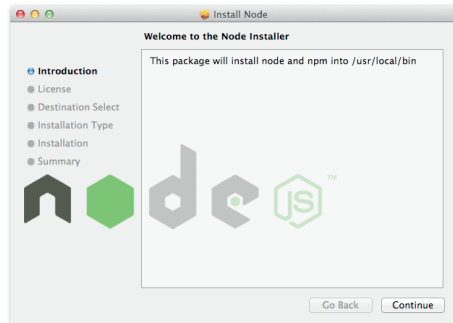 Install Node
Welcome to the Node Installer
This package will install node and npm into /usr/local/bin
Introduction
License
Destination Select
Installation Type
Installation
Summary
node
JS
TM
Go Back
Continue